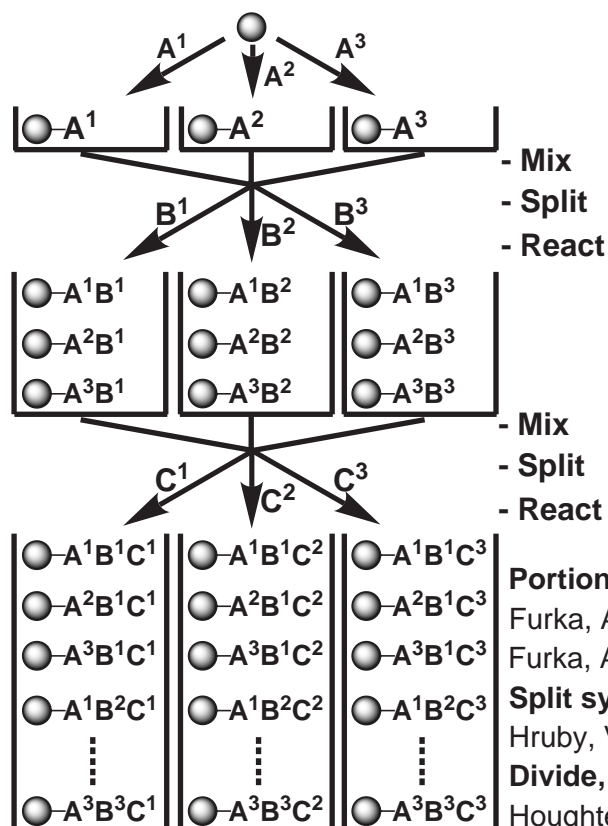 A¹ A² A³
A¹ A² A³
- Mix
- Split
- React
B¹ B² B³
A¹B¹ A¹B² A¹B³
A²B¹ A²B² A²B³
A³B¹ A³B² A³B³
- Mix
- Split
- React
C¹ C² C³
A¹B¹C¹ A¹B¹C² A¹B¹C³
A²B¹C¹ A²B¹C² A²B¹C³
A³B¹C¹ A³B¹C² A³B¹C³
A¹B²C¹ A¹B²C² A¹B²C³
A³B³C¹ A³B³C² A³B³C³
Portion
Furka, A
Furka, A
Split sy
Hruby, V
Divide,
Houghte